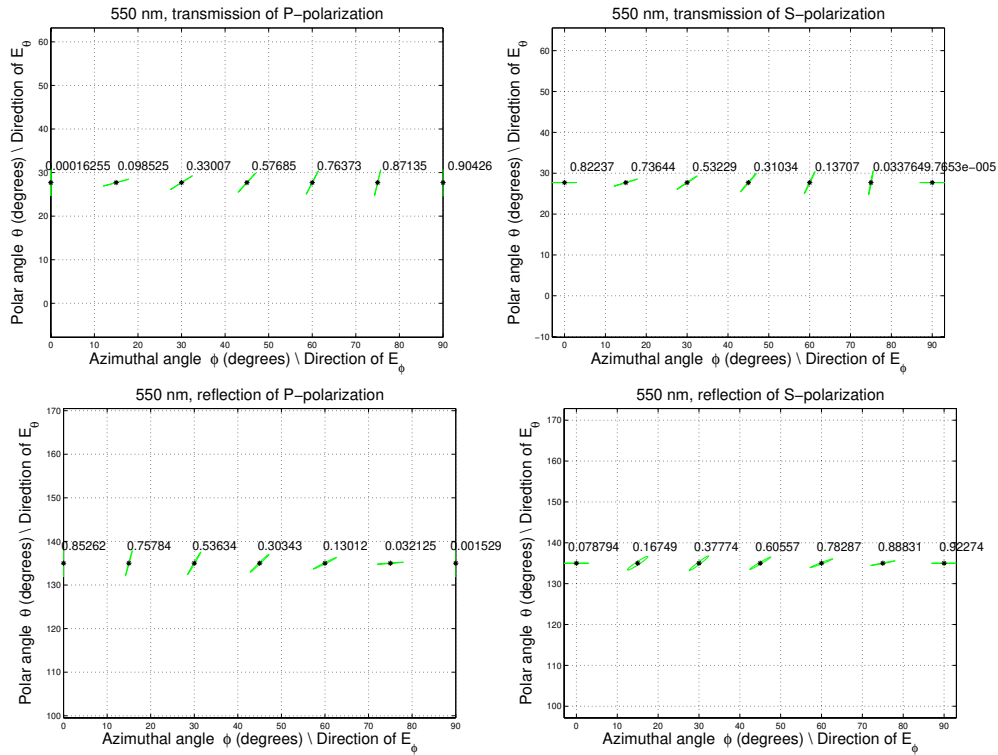 550 nm, transmission of P−polarization
Polar angle θ (degrees) \ Diredtion of E_θ
60
50
40
30
20
10
0
0.00016255 0.098525 0.33007 0.57685 0.76373 0.87135 0.90426
0 10 20 30 40 50 60 70 80 90
Azimuthal angle ϕ (degrees) \ Direction of E_ϕ
550 nm, transmission of S−polarization
Polar angle θ (degrees) \ Diredtion of E_θ
60
50
40
30
20
10
0
−10
0.82237 0.73644 0.53229 0.31034 0.13707 0.0337649.7653e−005
0 10 20 30 40 50 60 70 80 90
Azimuthal angle ϕ (degrees) \ Direction of E_ϕ
550 nm, reflection of P−polarization
Polar angle θ (degrees) \ Diredtion of E_θ
170
160
150
140
130
120
110
100
0.85262 0.75784 0.53634 0.30343 0.13012 0.032125 0.001529
0 10 20 30 40 50 60 70 80 90
Azimuthal angle ϕ (degrees) \ Direction of E_ϕ
550 nm, reflection of S−polarization
Polar angle θ (degrees) \ Diredtion of E_θ
170
160
150
140
130
120
110
100
0.078794 0.16749 0.37774 0.60557 0.78287 0.88831 0.92274
0 10 20 30 40 50 60 70 80 90
Azimuthal angle ϕ (degrees) \ Direction of E_ϕ